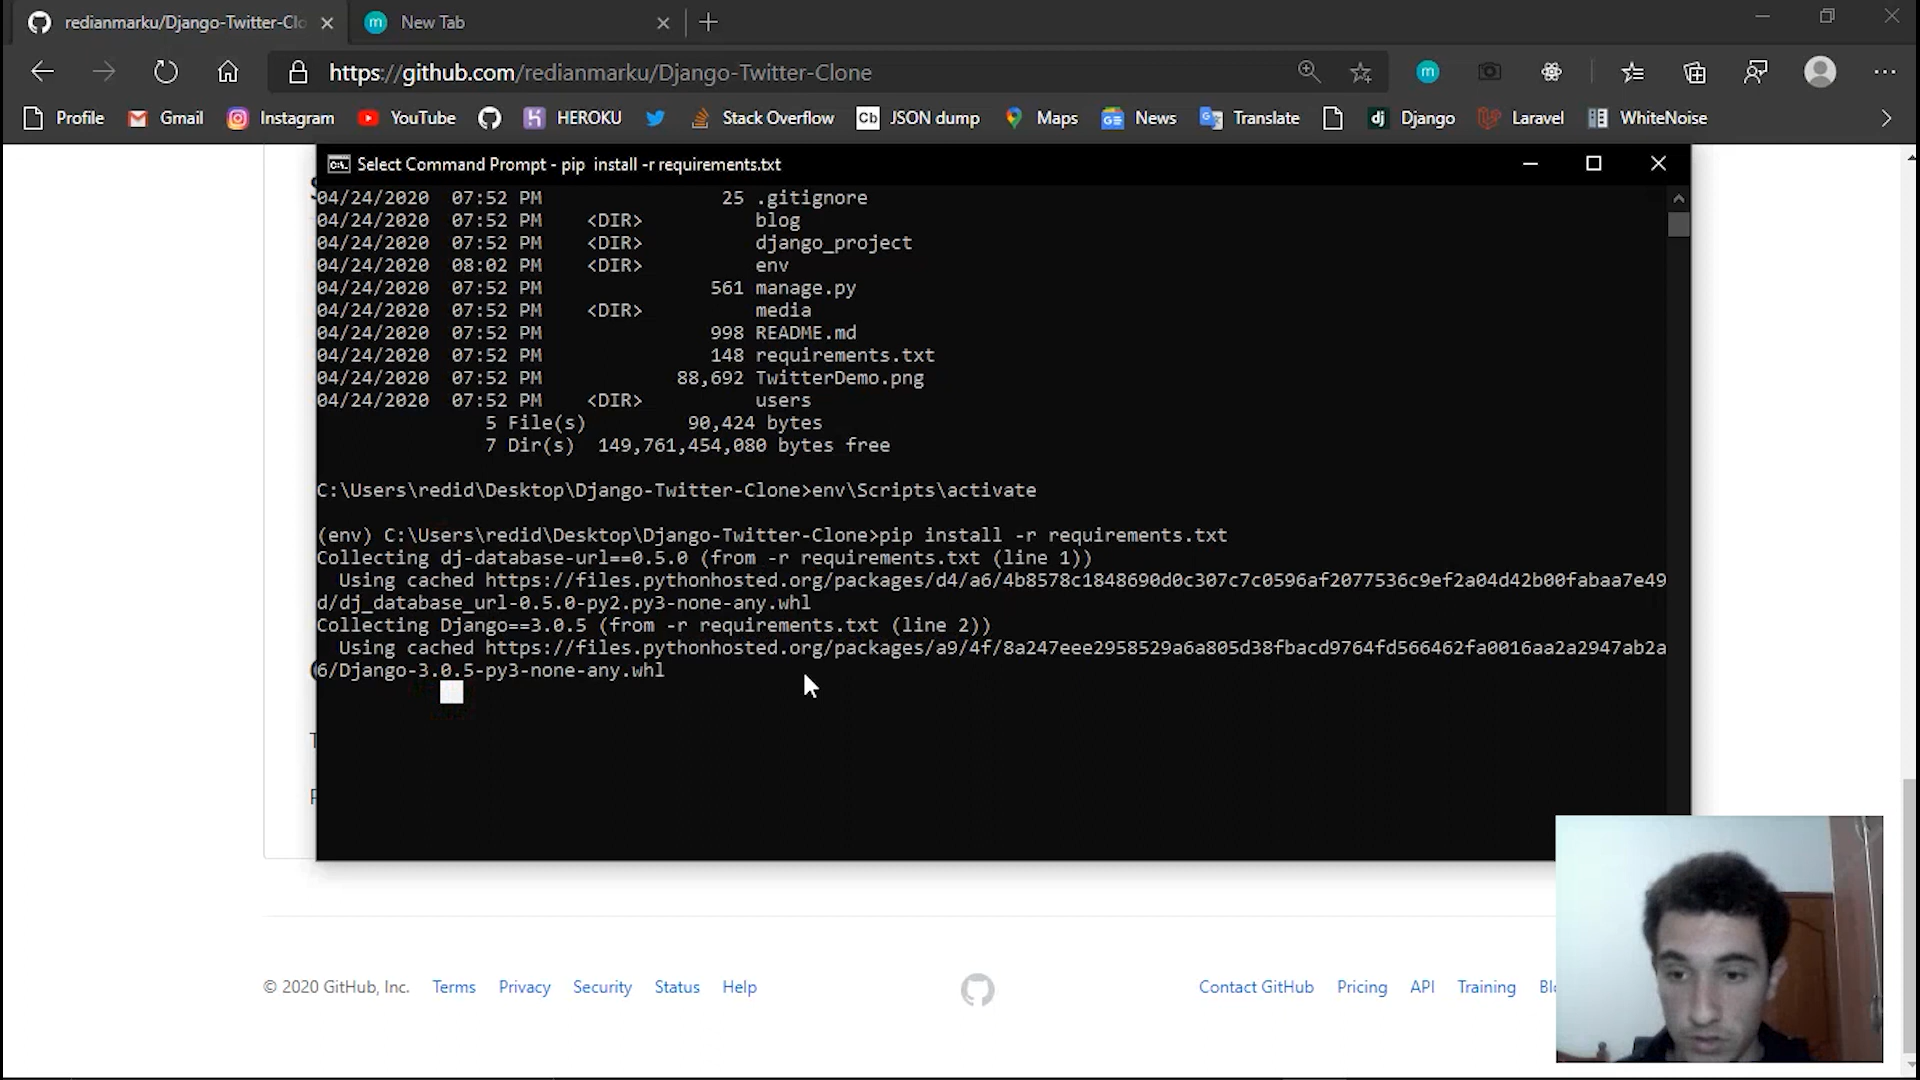 redianmarku/Django-Twitter-Clo
New Tab
https://github.com/redianmarku/Django-Twitter-Clone
Profile
Gmail
Instagram
YouTube
HEROKU
Stack Overflow
Cb JSON dump
Maps
News
Translate
dj Django
Laravel
WhiteNoise
Select Command Prompt - pip  install -r requirements.txt
04/24/2020  07:52 PM                25 .gitignore
04/24/2020  07:52 PM    <DIR>          blog
04/24/2020  07:52 PM    <DIR>          django_project
04/24/2020  08:02 PM    <DIR>          env
04/24/2020  07:52 PM               561 manage.py
04/24/2020  07:52 PM    <DIR>          media
04/24/2020  07:52 PM               998 README.md
04/24/2020  07:52 PM               148 requirements.txt
04/24/2020  07:52 PM            88,692 TwitterDemo.png
04/24/2020  07:52 PM    <DIR>          users
5 File(s)         90,424 bytes
7 Dir(s)  149,761,454,080 bytes free
C:\Users\redid\Desktop\Django-Twitter-Clone>env\Scripts\activate
(env) C:\Users\redid\Desktop\Django-Twitter-Clone>pip install -r requirements.txt
Collecting dj-database-url==0.5.0 (from -r requirements.txt (line 1))
Using cached https://files.pythonhosted.org/packages/d4/a6/4b8578c1848690d0c307c7c0596af2077536c9ef2a04d42b00fabaa7e49
d/dj_database_url-0.5.0-py2.py3-none-any.whl
Collecting Django==3.0.5 (from -r requirements.txt (line 2))
Using cached https://files.pythonhosted.org/packages/a9/4f/8a247eee2958529a6a805d38fbacd9764fd566462fa0016aa2a2947ab2a
6/Django-3.0.5-py3-none-any.whl
© 2020 GitHub, Inc.
Terms
Privacy
Security
Status
Help
Contact GitHub
Pricing
API
Training